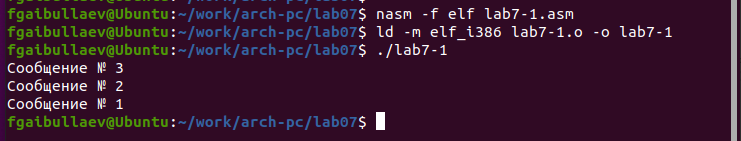 fgaibullaev@Ubuntu:~/work/arch-pc/lab07$ nasm -f elf lab7-1.asm
fgaibullaev@Ubuntu:~/work/arch-pc/lab07$ ld -m elf_i386 lab7-1.o -o lab7-1
fgaibullaev@Ubuntu:~/work/arch-pc/lab07$ ./lab7-1
Сообщение № 3
Сообщение № 2
Сообщение № 1
fgaibullaev@Ubuntu:~/work/arch-pc/lab07$